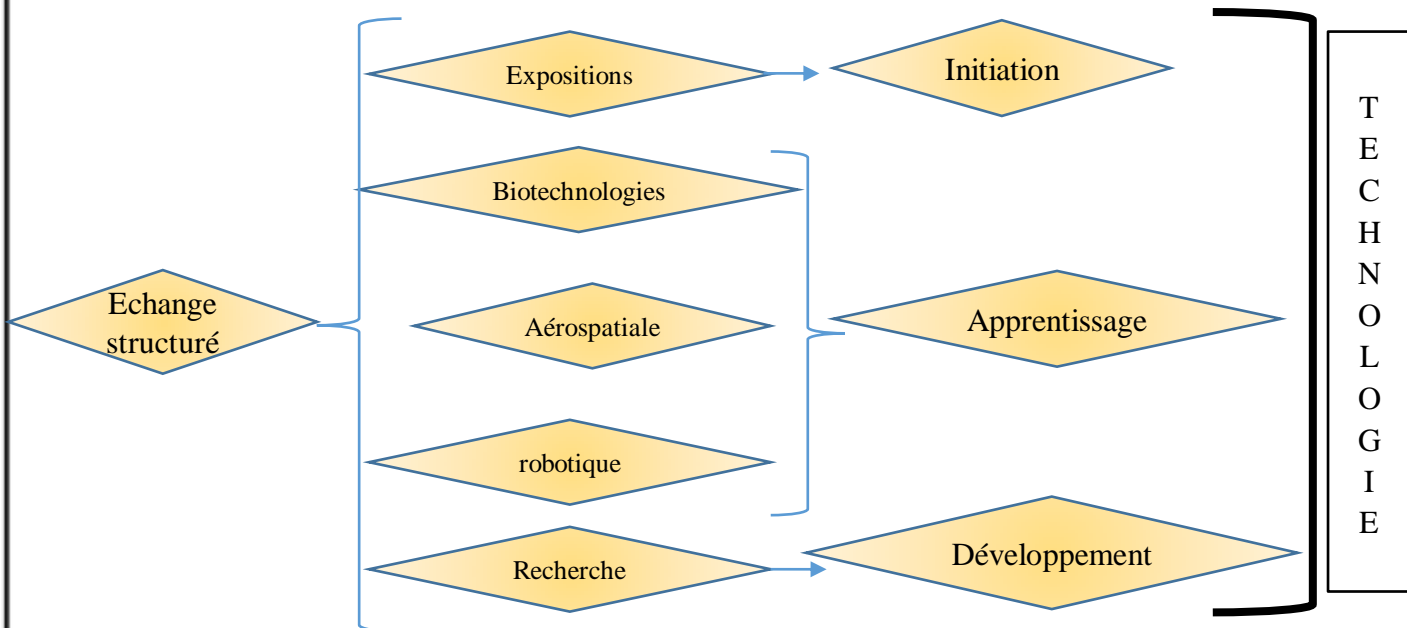 Expositions
Initiation
Biotechnologies
Echange
structuré
Aérospatiale
Apprentissage
robotique
Recherche
Développement
T
E
C
H
N
O
L
O
G
I
E